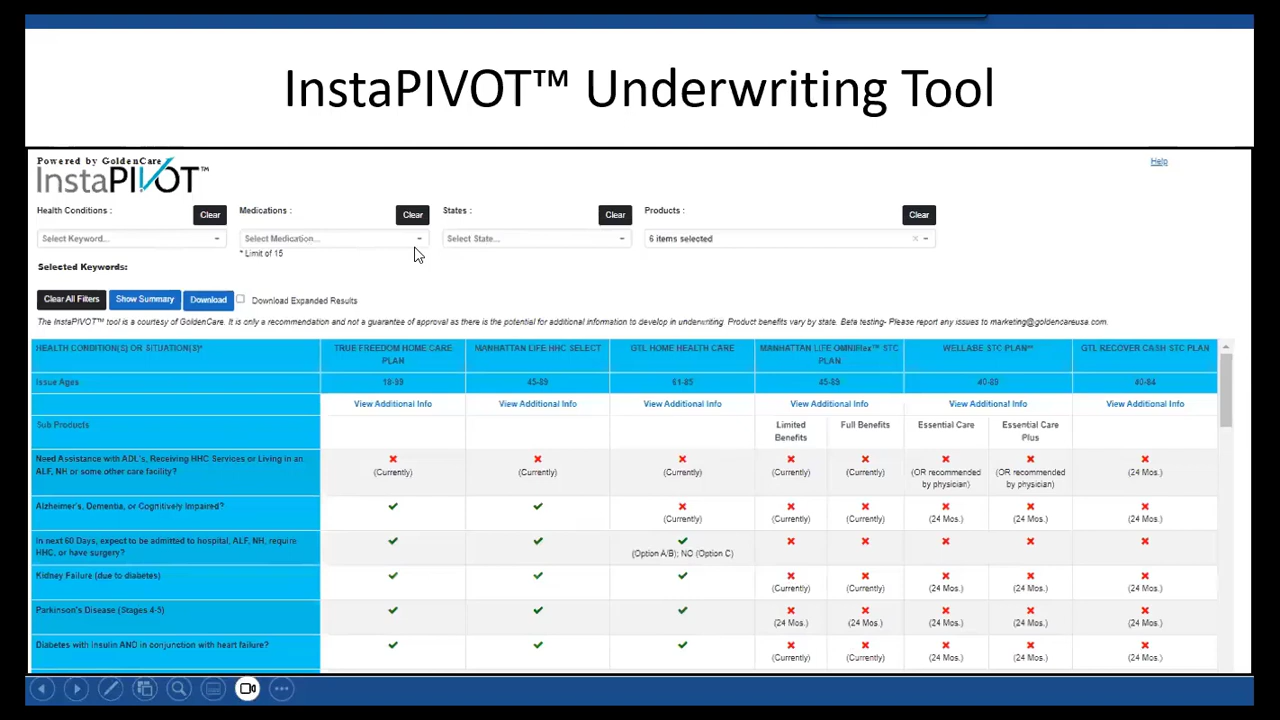 InstaPIVOT™ Underwriting Tool
Powered by GoldenCare
InstaPIVOT™
Help
Health Conditions : Clear Medications : Clear States : Clear Products : Clear
Select Keyword... Select Medication... Select State... 6 items selected
* Limit of 15
Selected Keywords:
Clear All Filters Show Summary Download Download Expanded Results
The InstaPIVOT™ tool is a courtesy of GoldenCare. It is only a recommendation and not a guarantee of approval as there is the potential for additional information to develop in underwriting Product benefits vary by state. Beta testing- Please report any issues to marketing@goldencareusa.com.
HEALTH CONDITION(S) OR SITUATION(S)* TRUE FREEDOM HOME CARE MANHATTAN LIFE HHC SELECT GTL HOME HEALTH CARE MANHATTAN LIFE OMNIFlex™ STC WELLABE STC PLAN** GTL RECOVER CASH STC PLAN
PLAN PLAN
Issue Ages 18-99 45-89 61-85 45-89 40-89 40-84
View Additional Info View Additional Info View Additional Info View Additional Info View Additional Info View Additional Info
Sub Products Limited Full Benefits Essential Care Essential Care
Benefits Plus
Need Assistance with ADL's, Receiving HHC Services or Living in an
ALF, NH or some other care facility? (Currently) (Currently) (Currently) (Currently) (Currently) (OR recommended (OR recommended (24 Mos.)
by physician) by physician)
Alzheimer's, Dementia, or Cognitively Impaired?
(Currently) (Currently) (Currently) (24 Mos.) (24 Mos.) (24 Mos.)
In next 60 Days, expect to be admitted to hospital, ALF, NH, require
HHC, or have surgery? (Option A/B); NO (Option C)
Kidney Failure (due to diabetes)
(Currently) (Currently) (24 Mos.) (24 Mos.) (24 Mos.)
Parkinson's Disease (Stages 4-5)
(24 Mos.) (24 Mos.) (24 Mos.) (24 Mos.) (24 Mos.)
Diabetes with Insulin AND in conjunction with heart failure?
(Currently) (Currently) (24 Mos.) (24 Mos.) (24 Mos.)